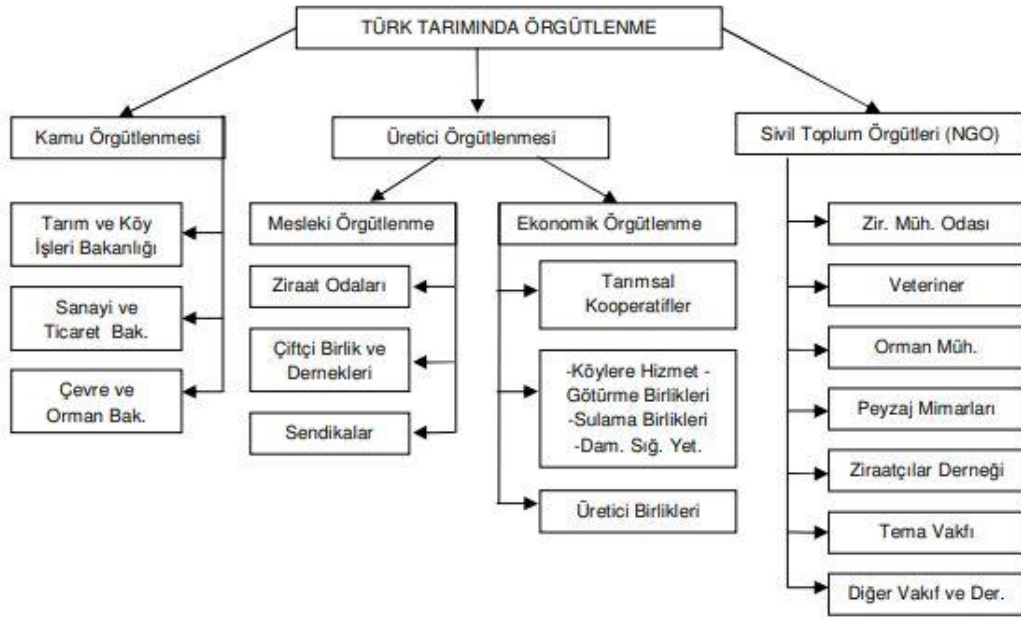 TÜRK TARIMINDA ÖRGÜTLENME
Kamu Örgütlenmesi
Üretici Örgütlenmesi
Sivil Toplum Örgütleri (NGO)
Tarım ve Köy
İşleri Bakanlığı
Sanayi ve
Ticaret Bak.
Çevre ve
Orman Bak.
Mesleki Örgütlenme
Ziraat Odaları
Çiftçi Birlik ve
Dernekleri
Sendikalar
Ekonomik Örgütlenme
Tarımsal
Kooperatifler
-Köylere Hizmet -
Götürme Birlikleri
-Sulama Birlikleri
-Dam. Sığ. Yet.
Üretici Birlikleri
Zir. Müh. Odası
Veteriner
Orman Müh.
Peyzaj Mimarları
Ziraatçılar Derneği
Tema Vakfı
Diğer Vakıf ve Der.